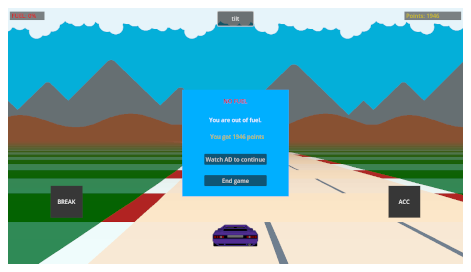 tilt
Points: 1946
You are out of fuel.
You got 1946 points
Watch AD to continue
End game
BREAK
ACC